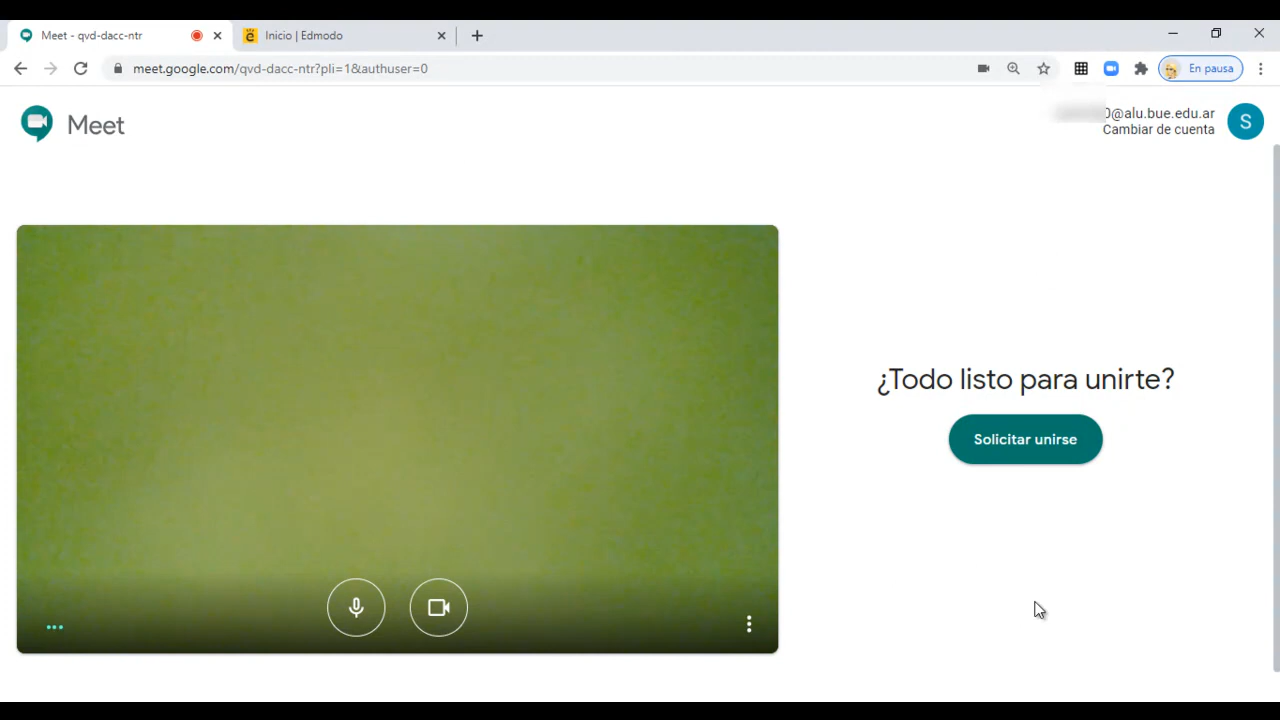 Meet - qvd-dacc-ntr
Inicio | Edmodo
meet.google.com/qvd-dacc-ntr?pli=1&authuser=0
En pausa
Meet
0@alu.bue.edu.ar
Cambiar de cuenta
S
¿Todo listo para unirte?
Solicitar unirse